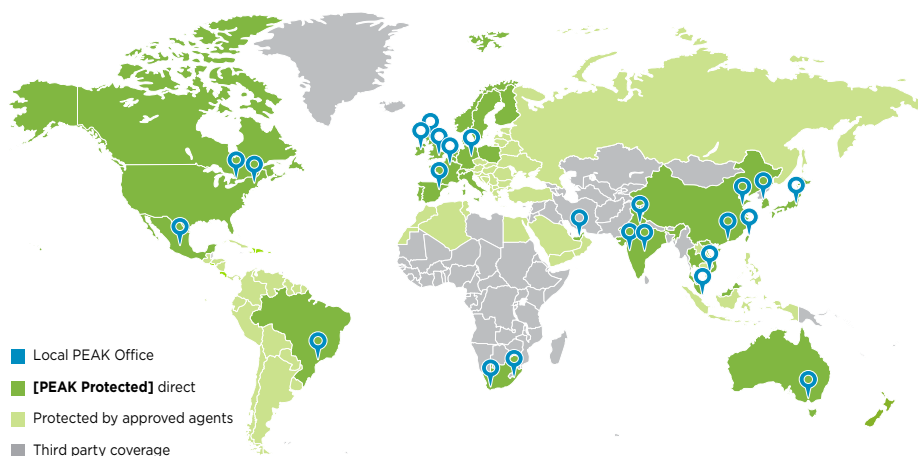 Local PEAK Office
[PEAK Protected] direct
Protected by approved agents
Third party coverage